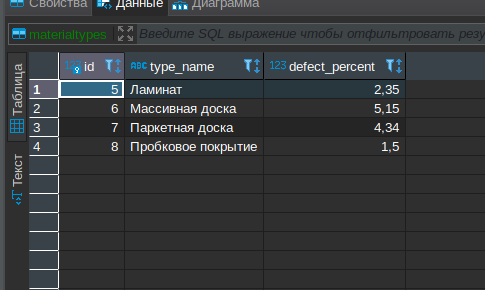 Свойства Данные Диаграмма
materialtypes Введите SQL выражение чтобы отфильтровать резу
Таблица
Текст
id ABC type_name 123 defect_percent
1 5 Ламинат 2,35
2 6 Массивная доска 5,15
3 7 Паркетная доска 4,34
4 8 Пробковое покрытие 1,5